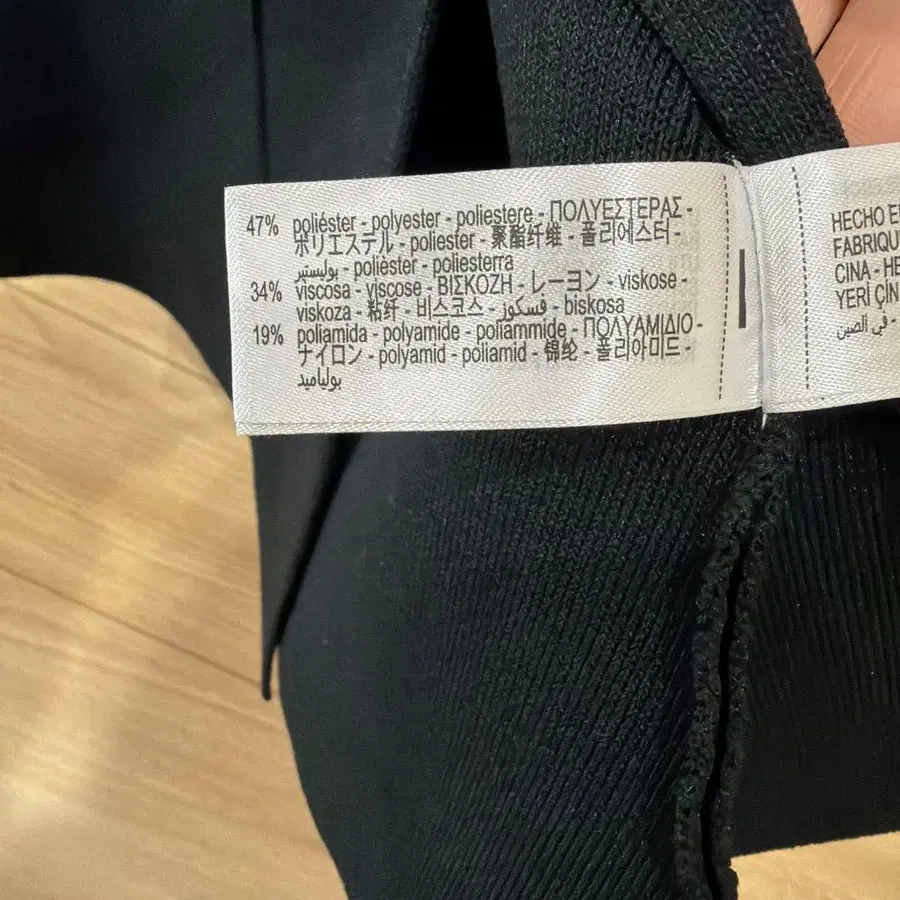 47% poliéster - polyester - poliestere - ΠΟΛΥΕΣΤΕΡΑΣ -
ポリエステル - poliester - 聚酯纤维 - 폴리에스터 -
بوليستير - polièster - poliesterra
34% viscosa - viscose - ΒΙΣΚΟΖΗ - レーヨン - viskose -
viskoza - 粘纤 - 비스코스 - فسكوز - biskosa
19% poliamida - polyamide - poliammide - ΠΟΛΥΑΜΙΔΙΟ -
ナイロン - polyamid - poliamid - 锦纶 - 폴리아미드 -
بولياميد
HECHO E
FABRIQU
CINA - HE
YERİ ÇİN
في الصين -